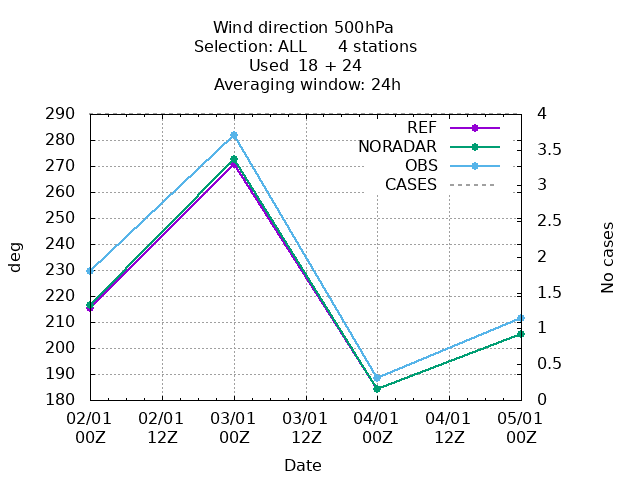 Wind direction 500hPa
Selection: ALL      4 stations
Used  18 + 24
Averaging window: 24h
290 4
280
270 3.5
260 3
250 2.5
240 2
230
220 1.5
210 1
200 0.5
190
180 0
REF
NORADAR
OBS
CASES
deg
No cases
02/01 02/01 03/01 03/01 04/01 04/01 05/01
00Z 12Z 00Z 12Z 00Z 12Z 00Z
Date